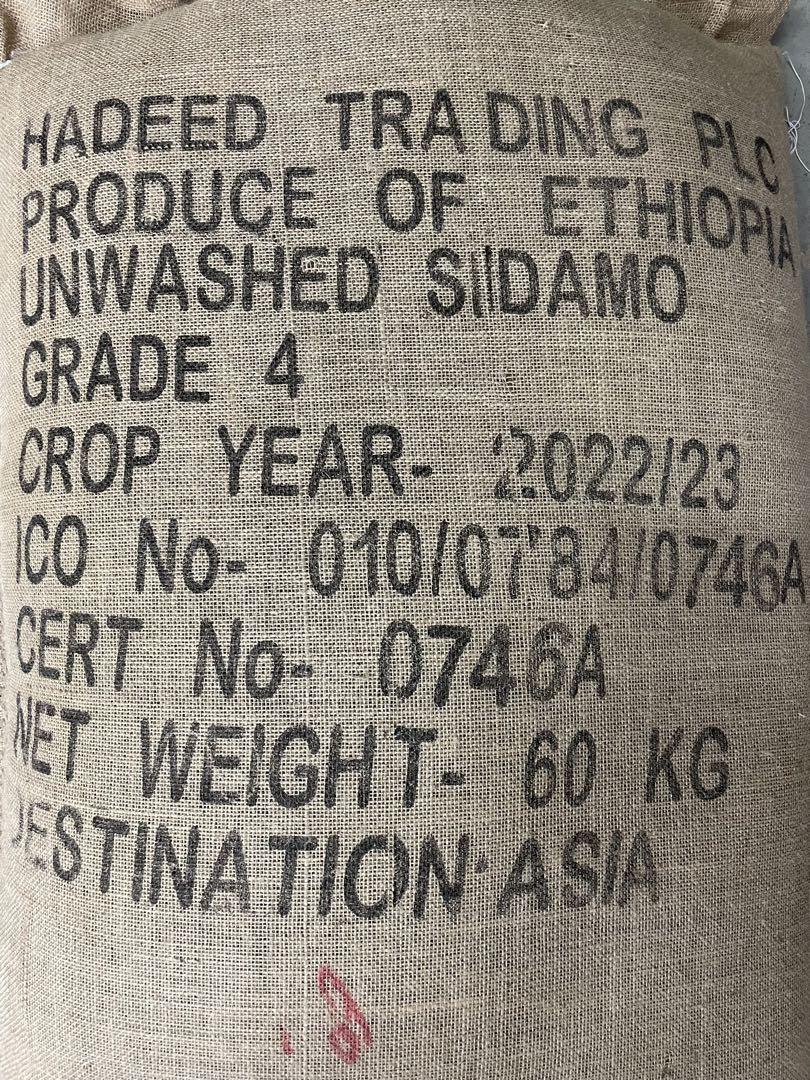 HADEED TRADING PLC
PRODUCE OF ETHIOPIA
UNWASHED SIIDAMO
GRADE 4
CROP YEAR- 2022/23
ICO No- 010/0784/0746A
CERT No- 0746A
NET WEIGHT- 60 KG
DESTINATION-ASIA